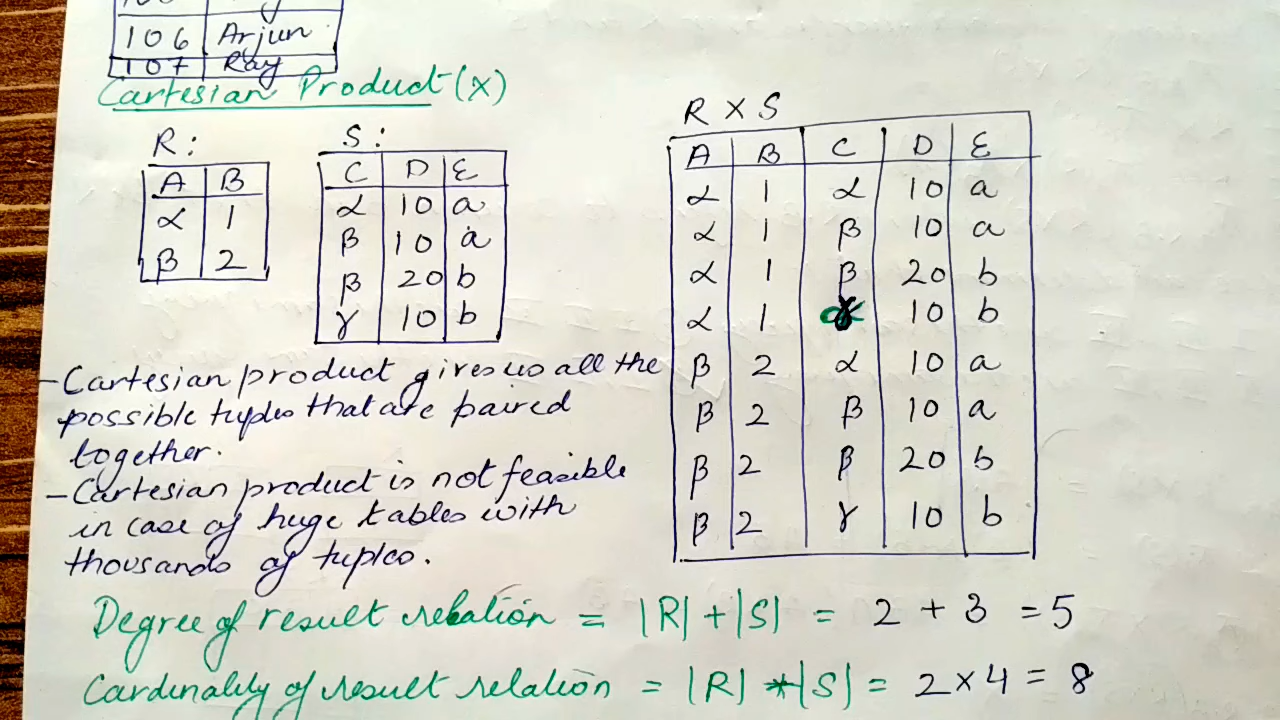 106 Arjun
107 Ray
Cartesian Product (X)
R:
A B
α 1
β 2
S:
C D E
α 10 a
β 10 a
β 20 b
γ 10 b
R X S
A B C D E
α 1 α 10 a
α 1 β 10 a
α 1 β 20 b
α 1 γ 10 b
β 2 α 10 a
β 2 β 10 a
β 2 β 20 b
β 2 γ 10 b
- Cartesian product gives us all the
possible tuples that are paired
together.
- Cartesian product is not feasible
in case of huge tables with
thousands of tuples.
Degree of result relation = |R| + |S| = 2 + 3 = 5
Cardinality of result relation = |R| * |S| = 2 × 4 = 8